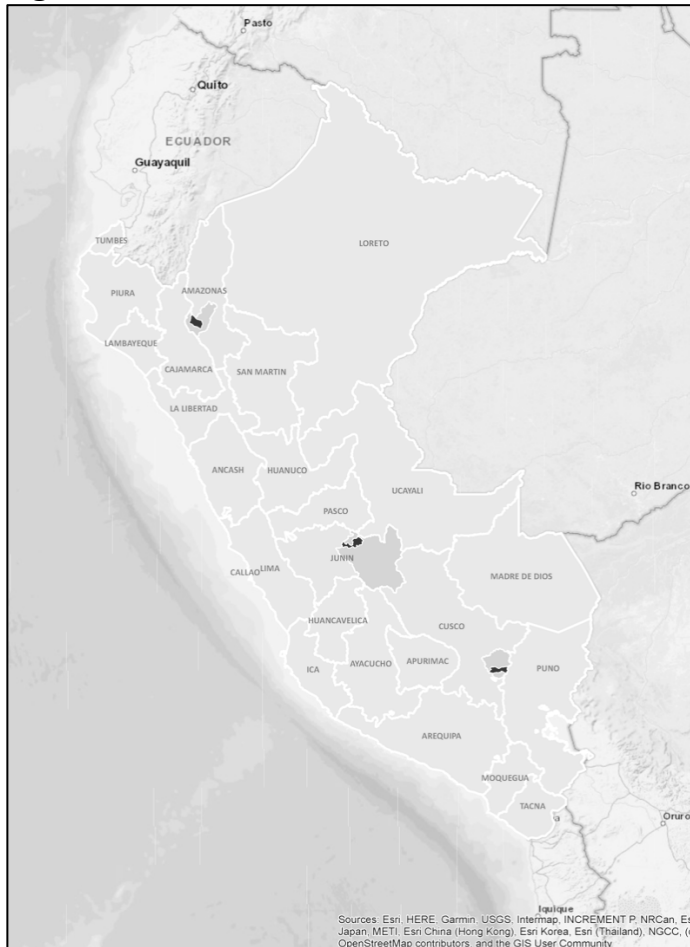 Pasto
Quito
ECUADOR
Guayaquil
TUMBES
LORETO
PIURA
AMAZONAS
LAMBAYEQUE
CAJAMARCA
SAN MARTIN
LA LIBERTAD
ANCASH
HUANUCO
UCAYALI
Rio Branco
PASCO
JUNIN
CALLAO
LIMA
MADRE DE DIOS
HUANCAVELICA
CUSCO
ICA
AYACUCHO
APURIMAC
PUNO
AREQUIPA
MOQUEGUA
TACNA
Oruro
Iquique
Sources: Esri, HERE, Garmin, USGS, Intermap, INCREMENT P, NRCan, Es
Japan, METI, Esri China (Hong Kong), Esri Korea, Esri (Thailand), NGCC, (
OpenStreetMap contributors, and the GIS User Community